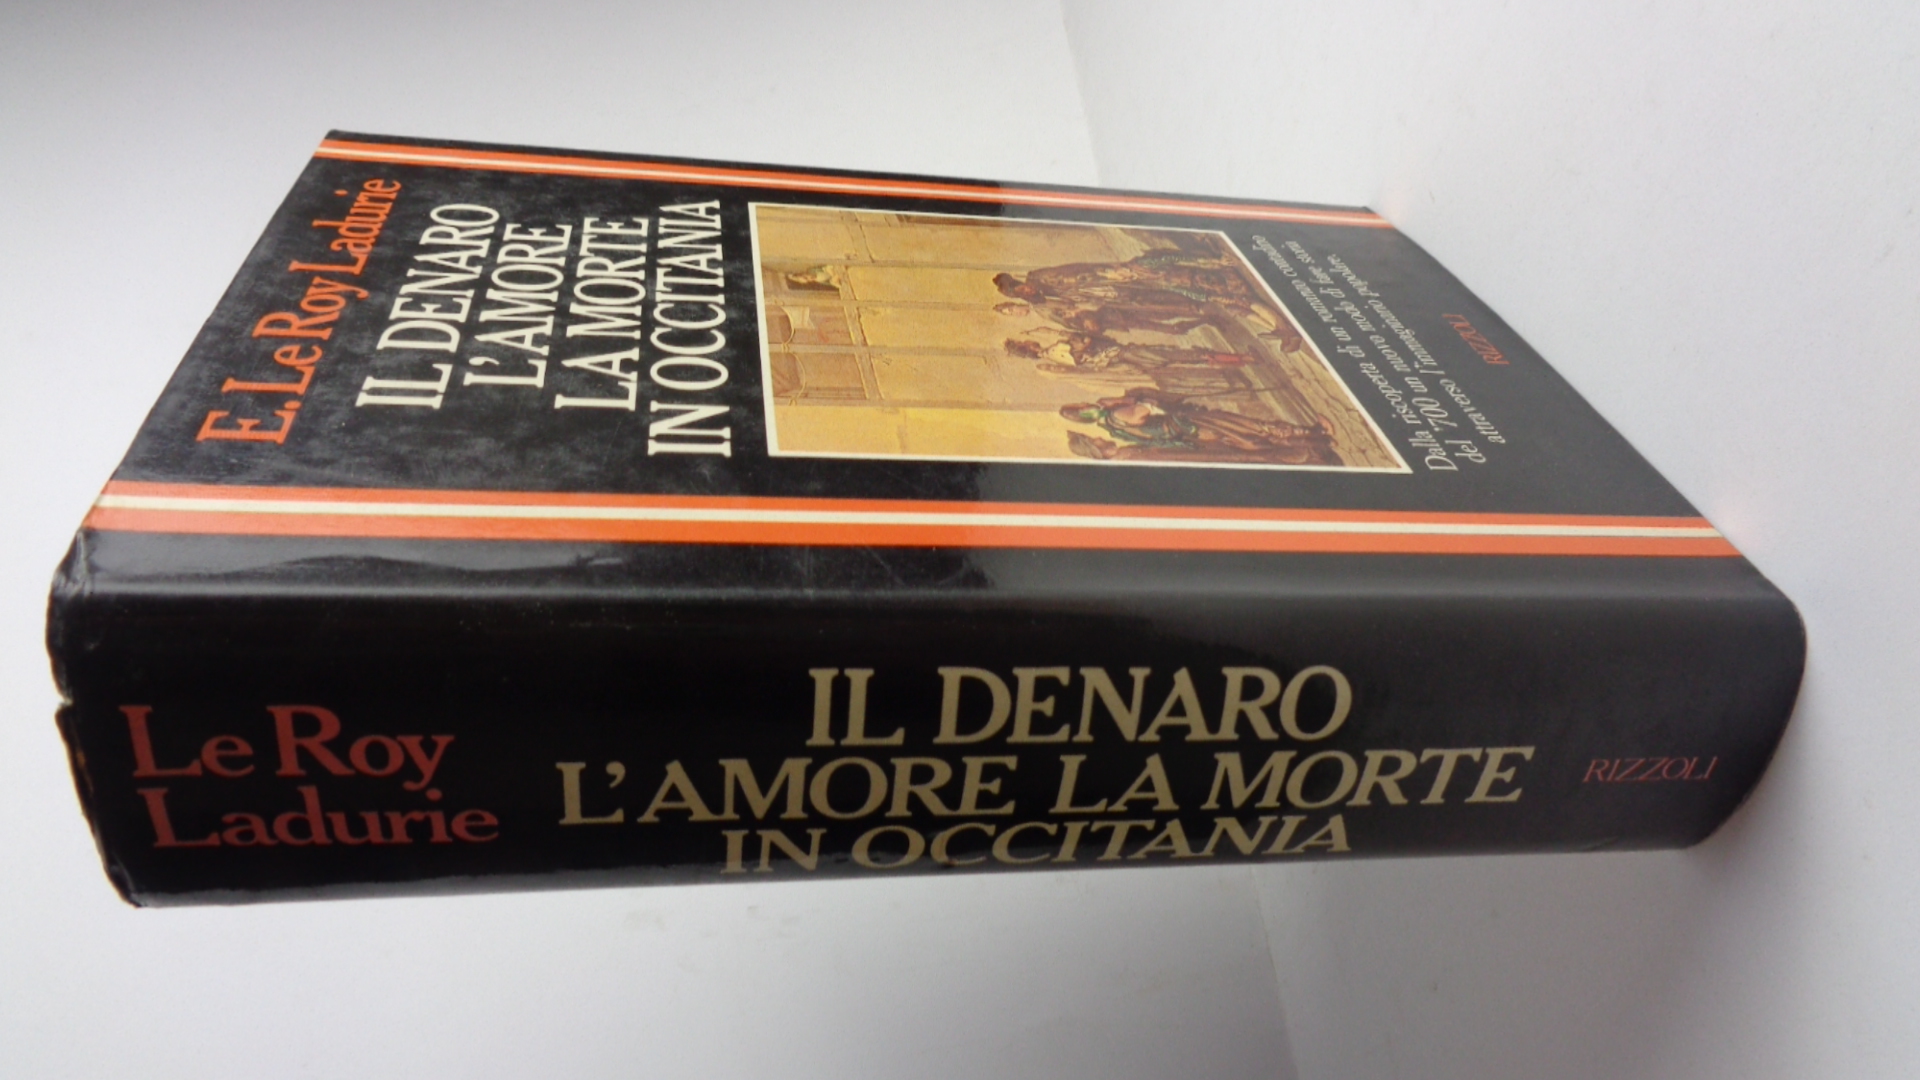 E. Le Roy Ladurie
IL DENARO
L'AMORE
LA MORTE
IN OCCITANIA
Dalla riscoperta di un romanzo contadino
del '700 un nuovo modo di fare storia
attraverso l'immaginario popolare.
RIZZOLI
Le Roy
Ladurie
IL DENARO
L'AMORE LA MORTE
IN OCCITANIA
RIZZOLI